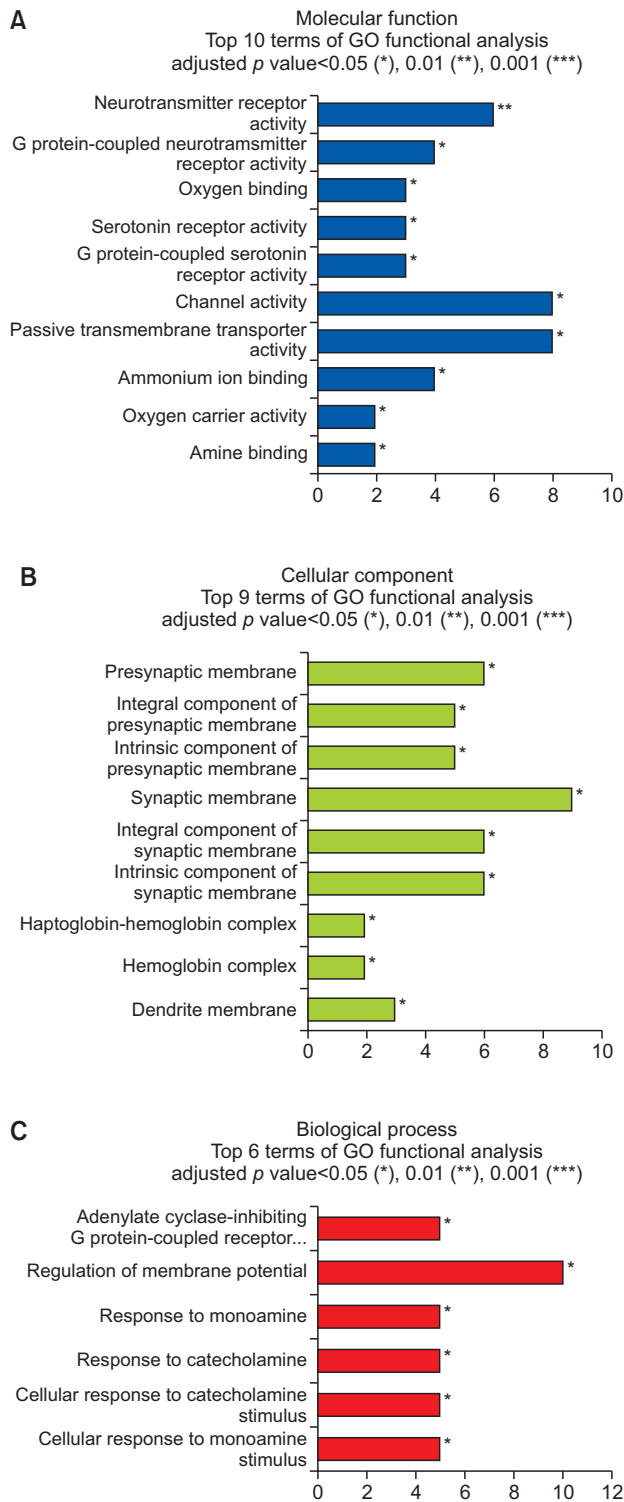 A
Molecular function
Top 10 terms of GO functional analysis
adjusted p value<0.05 (*), 0.01 (**), 0.001 (***)
Neurotransmitter receptor
activity
**
G protein-coupled neurotramsmitter
receptor activity
*
Oxygen binding
*
Serotonin receptor activity
*
G protein-coupled serotonin
receptor activity
*
Channel activity
*
Passive transmembrane transporter
activity
*
Ammonium ion binding
*
Oxygen carrier activity
*
Amine binding
*
0 2 4 6 8 10
B
Cellular component
Top 9 terms of GO functional analysis
adjusted p value<0.05 (*), 0.01 (**), 0.001 (***)
Presynaptic membrane
*
Integral component of
presynaptic membrane
*
Intrinsic component of
presynaptic membrane
*
Synaptic membrane
*
Integral component of
synaptic membrane
*
Intrinsic component of
synaptic membrane
*
Haptoglobin-hemoglobin complex
*
Hemoglobin complex
*
Dendrite membrane
*
0 2 4 6 8 10
C
Biological process
Top 6 terms of GO functional analysis
adjusted p value<0.05 (*), 0.01 (**), 0.001 (***)
Adenylate cyclase-inhibiting
G protein-coupled receptor...
*
Regulation of membrane potential
*
Response to monoamine
*
Response to catecholamine
*
Cellular response to catecholamine
stimulus
*
Cellular response to monoamine
stimulus
*
0 2 4 6 8 10 12